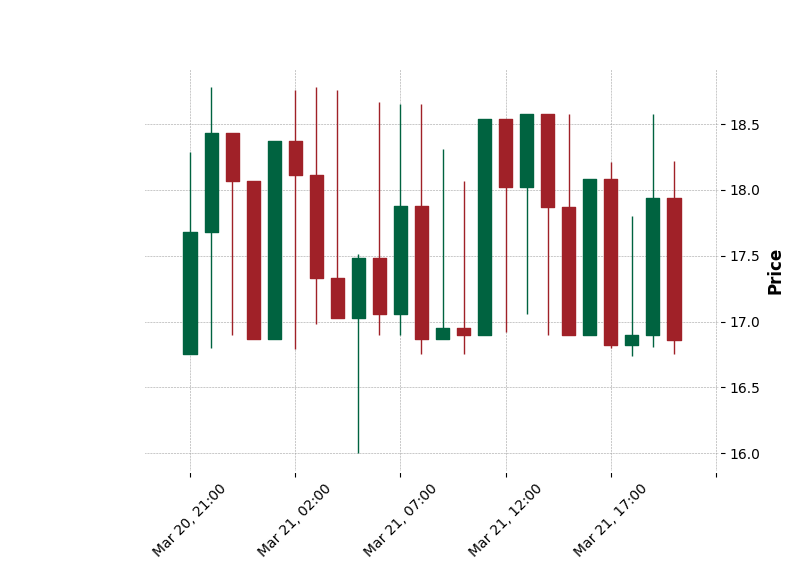 18.5
18.0
17.5
17.0
16.5
16.0
Price
Mar 20, 21:00
Mar 21, 02:00
Mar 21, 07:00
Mar 21, 12:00
Mar 21, 17:00